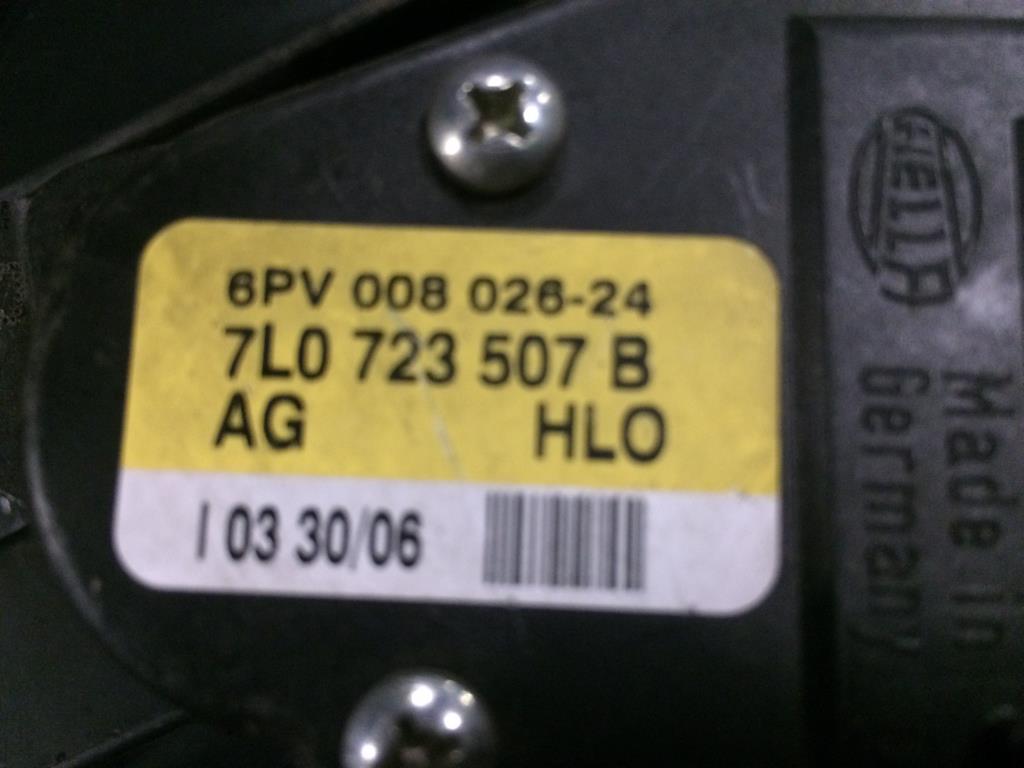 6PV 008 026-24
7L0 723 507 B
AG HLO
I 03 30/06
HELLA
Made in
Germany